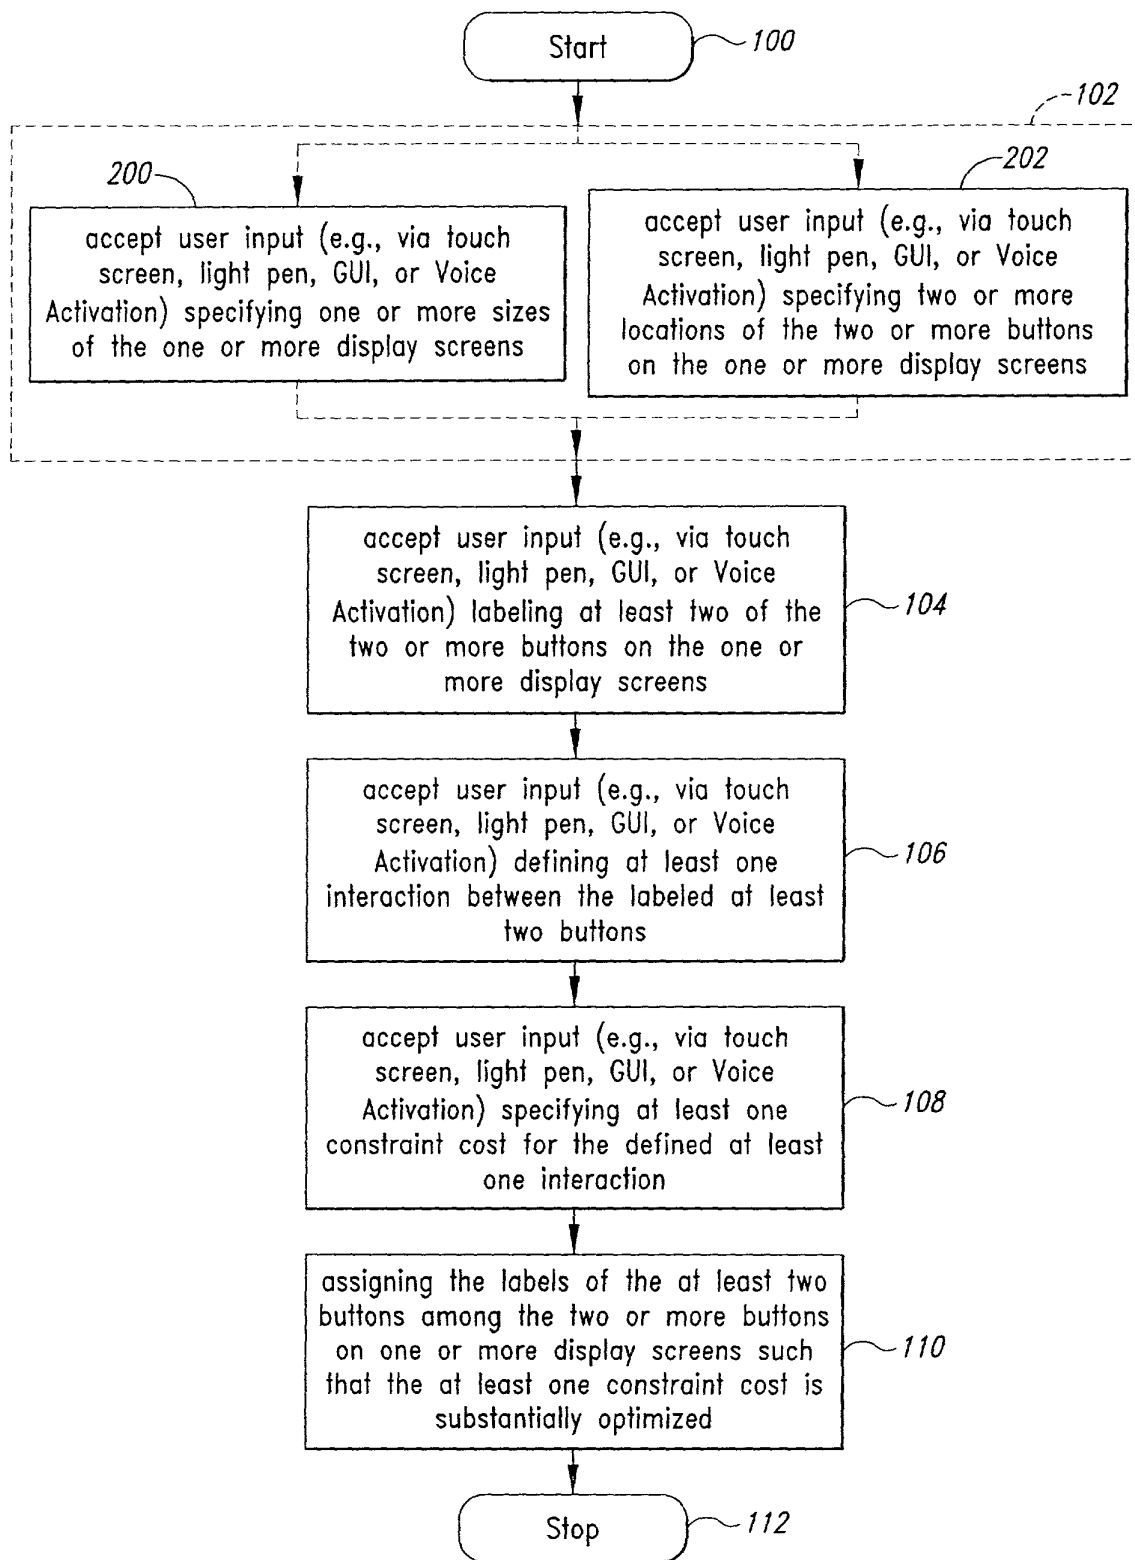 Start
100
102
200
202
accept user input (e.g., via touch
screen, light pen, GUI, or Voice
Activation) specifying one or more sizes
of the one or more display screens
accept user input (e.g., via touch
screen, light pen, GUI, or Voice
Activation) specifying two or more
locations of the two or more buttons
on the one or more display screens
accept user input (e.g., via touch
screen, light pen, GUI, or Voice
Activation) labeling at least two of the
two or more buttons on the one or
more display screens
104
accept user input (e.g., via touch
screen, light pen, GUI, or Voice
Activation) defining at least one
interaction between the labeled at least
two buttons
106
accept user input (e.g., via touch
screen, light pen, GUI, or Voice
Activation) specifying at least one
constraint cost for the defined at least
one interaction
108
assigning the labels of the at least two
buttons among the two or more buttons
on one or more display screens such
that the at least one constraint cost is
substantially optimized
110
Stop
112